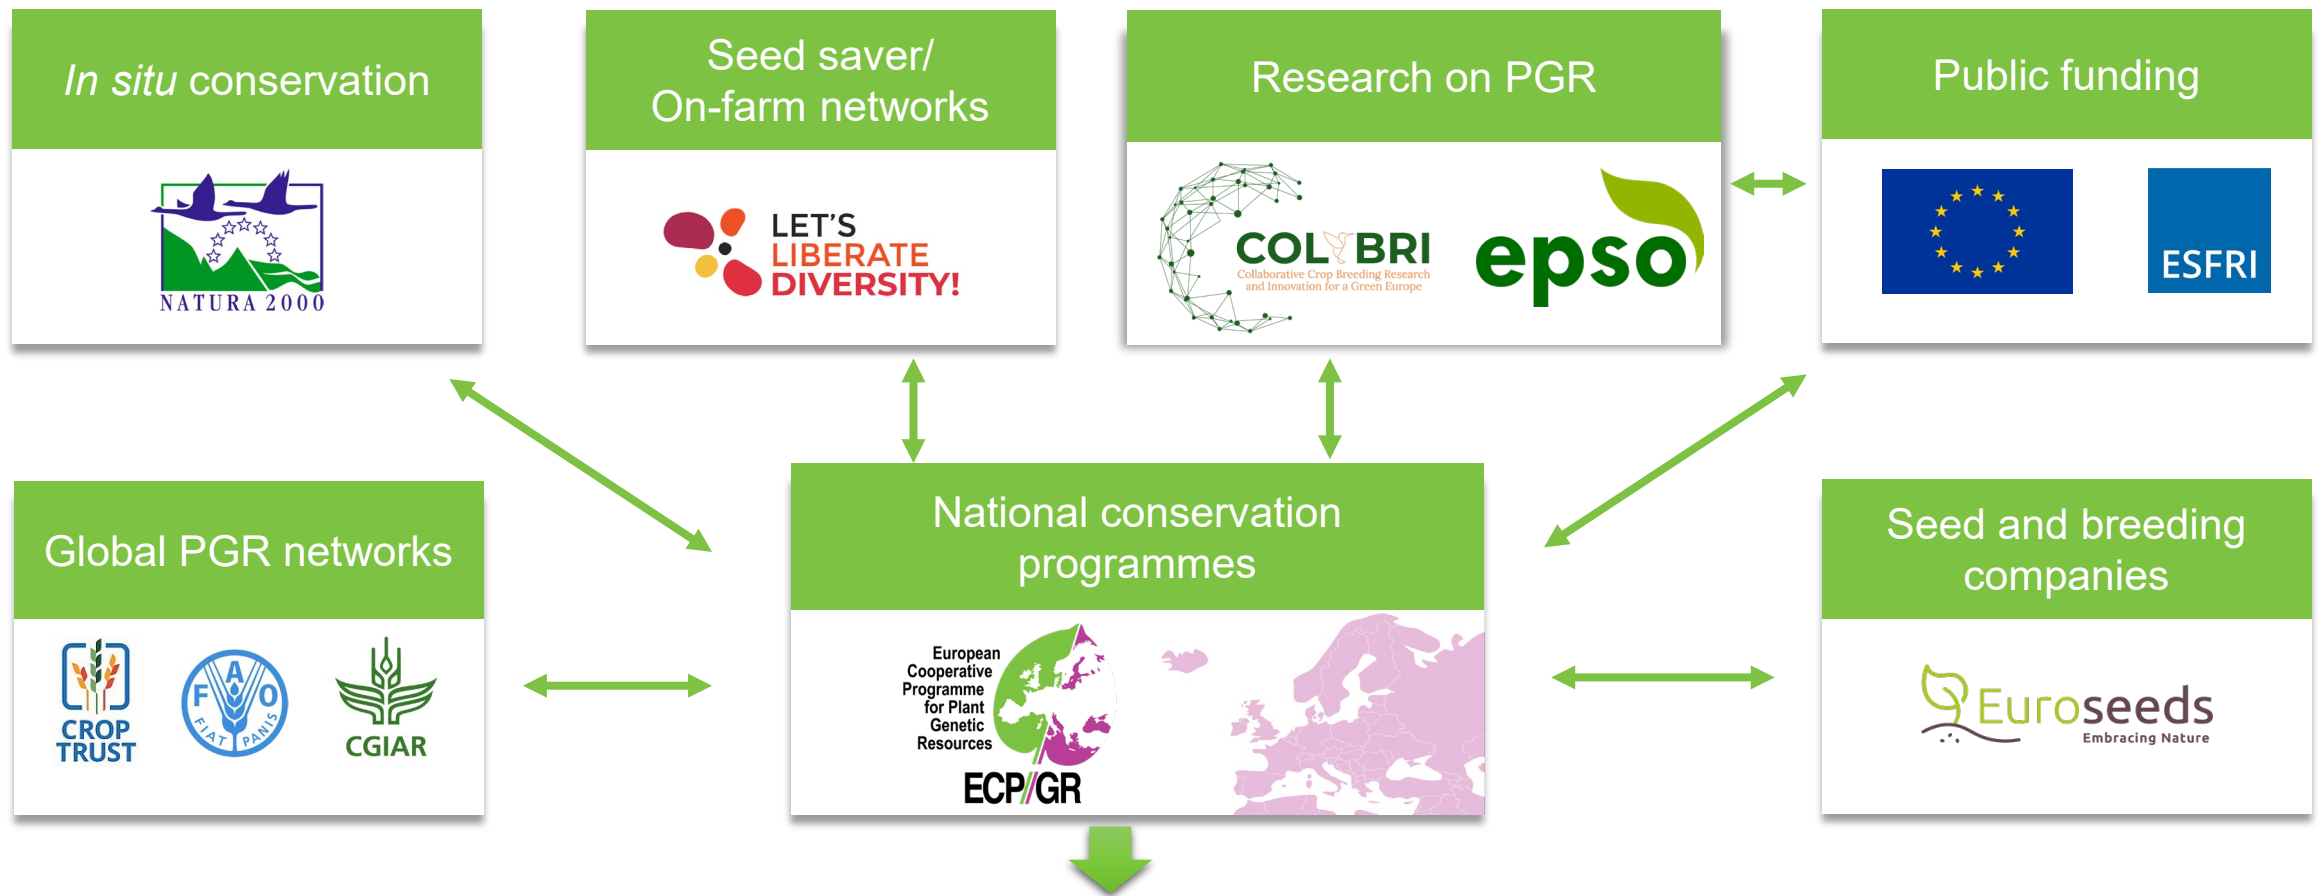 In situ conservation
NATURA 2000
Seed saver/
On-farm networks
LET'S
LIBERATE
DIVERSITY!
Research on PGR
COLYBRI
Collaborative Crop Breeding Research
and Innovation for a Green Europe
epso
Public funding
ESFRI
Global PGR networks
CROP
TRUST
FAO
FIAT PANIS
CGIAR
National conservation
programmes
European
Cooperative
Programme
for Plant
Genetic
Resources
ECP//GR
Seed and breeding
companies
Euroseeds
Embracing Nature